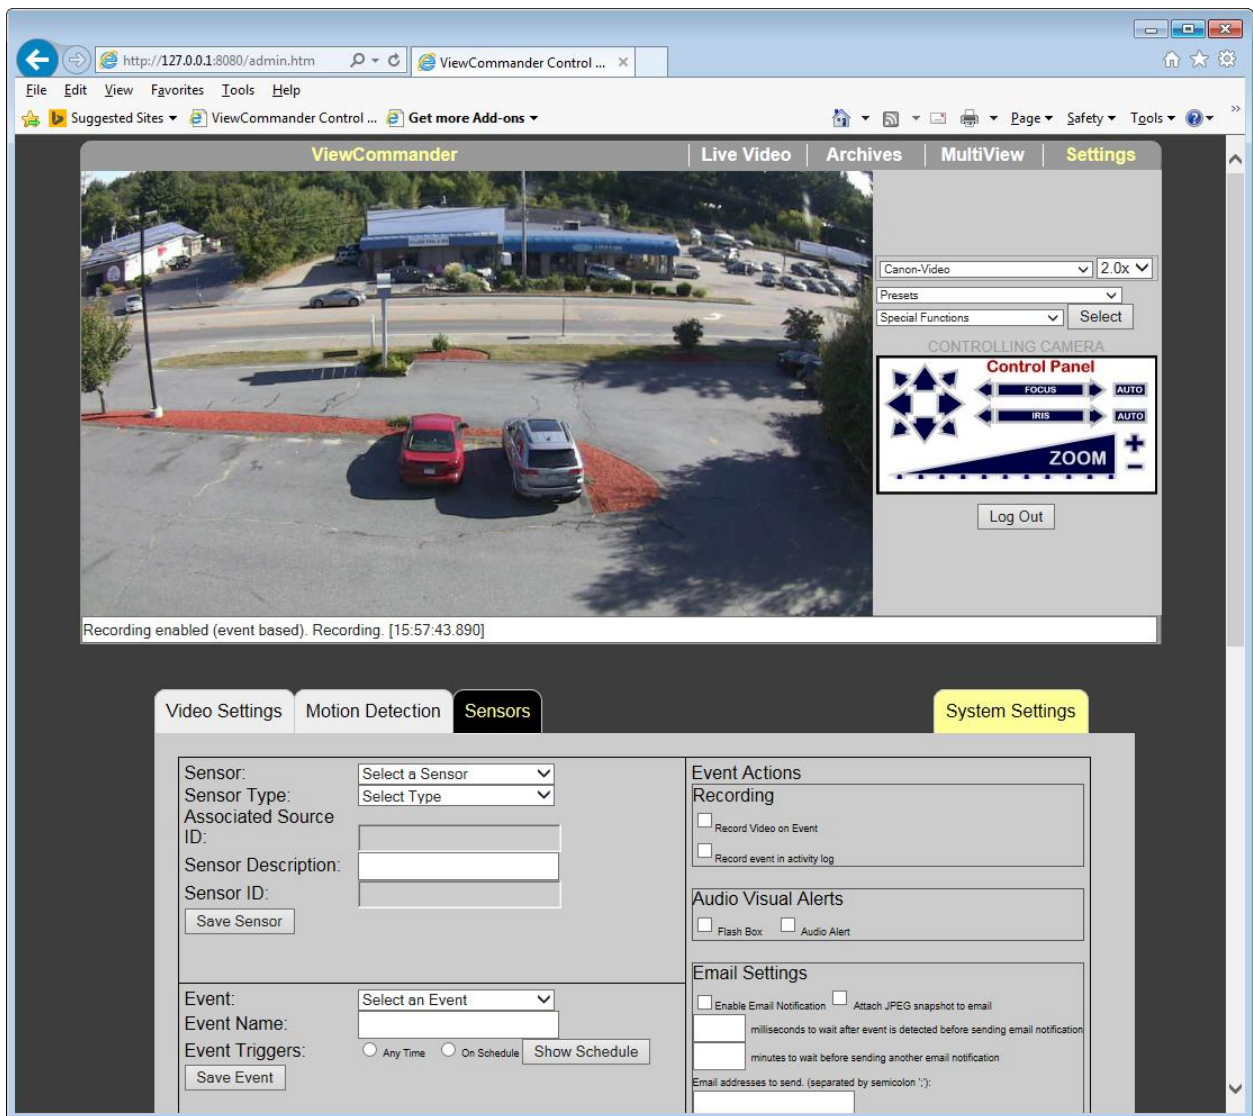 http://127.0.0.1:8080/admin.htm
ViewCommander Control ...
File Edit View Favorites Tools Help
Suggested Sites ViewCommander Control ... Get more Add-ons Page Safety Tools
ViewCommander Live Video Archives MultiView Settings
Canon-Video 2.0x
Presets
Special Functions Select
CONTROLLING CAMERA
Control Panel
FOCUS AUTO
IRIS AUTO
ZOOM
Log Out
Recording enabled (event based). Recording. [15:57:43.890]
Video Settings Motion Detection Sensors System Settings
Sensor: Select a Sensor
Sensor Type: Select Type
Associated Source
ID:
Sensor Description:
Sensor ID:
Save Sensor
Event: Select an Event
Event Name:
Event Triggers: Any Time On Schedule Show Schedule
Save Event
Event Actions
Recording
Record Video on Event
Record event in activity log
Audio Visual Alerts
Flash Box Audio Alert
Email Settings
Enable Email Notification Attach JPEG snapshot to email
milliseconds to wait after event is detected before sending email notification
minutes to wait before sending another email notification
Email addresses to send. (separated by semicolon ';'):